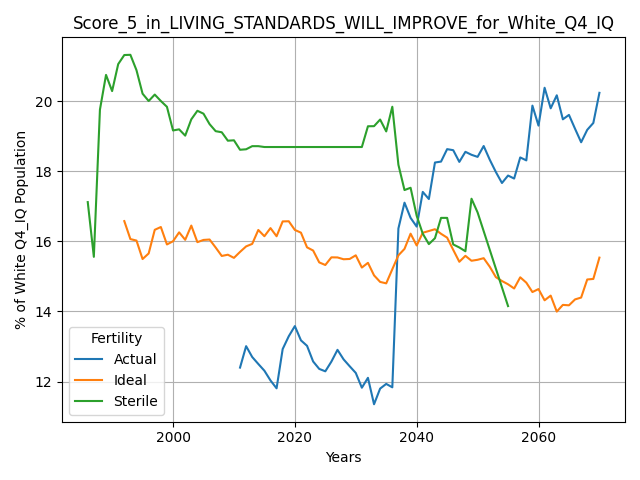 Score_5_in_LIVING_STANDARDS_WILL_IMPROVE_for_White_Q4_IQ
% of White Q4_IQ Population
20
18
16
14
12
Fertility
Actual
Ideal
Sterile
2000
2020
2040
2060
Years